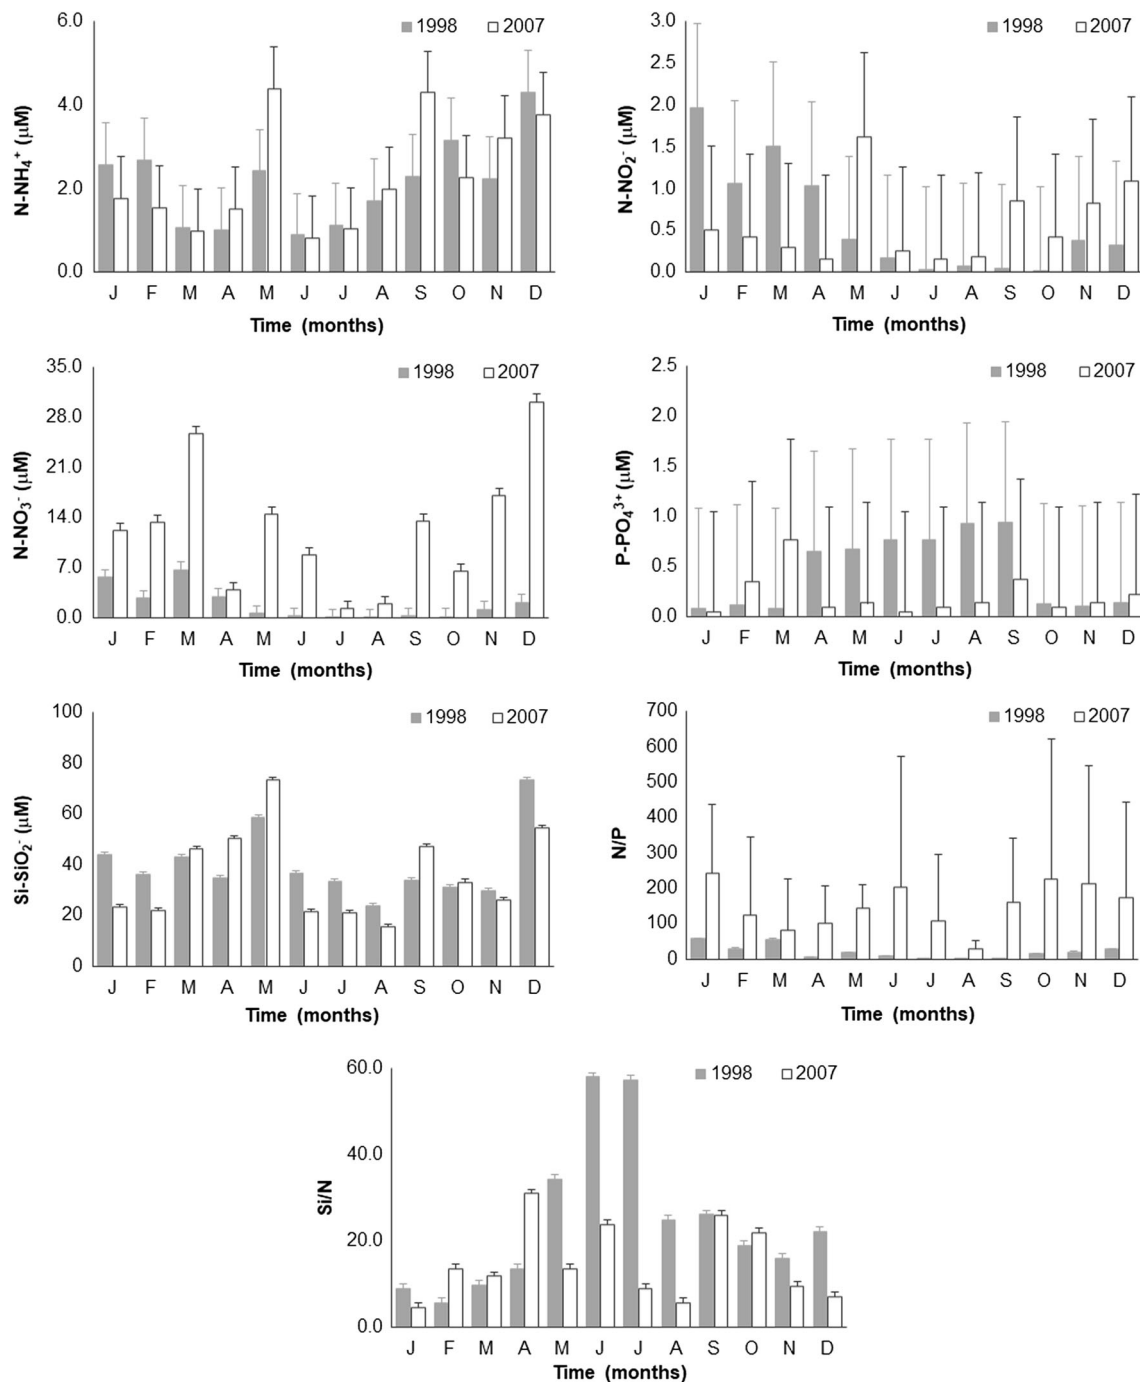 6.0
4.0
2.0
0.0
N-NH₄⁺ (µM)
1998 2007
J F M A M J J A S O N D
Time (months)
3.0
2.5
2.0
1.5
1.0
0.5
0.0
N-NO₂⁻ (µM)
1998 2007
J F M A M J J A S O N D
Time (months)
35.0
28.0
21.0
14.0
7.0
0.0
N-NO₃⁻ (µM)
1998 2007
J F M A M J J A S O N D
Time (months)
2.5
2.0
1.5
1.0
0.5
0.0
P-PO₄³⁺ (µM)
1998 2007
J F M A M J J A S O N D
Time (months)
100
80
60
40
20
0
Si-SiO₂⁻ (µM)
1998 2007
J F M A M J J A S O N D
Time (months)
700
600
500
400
300
200
100
0
N/P
1998 2007
J F M A M J J A S O N D
Time (months)
60.0
40.0
20.0
0.0
Si/N
1998 2007
J F M A M J J A S O N D
Time (months)